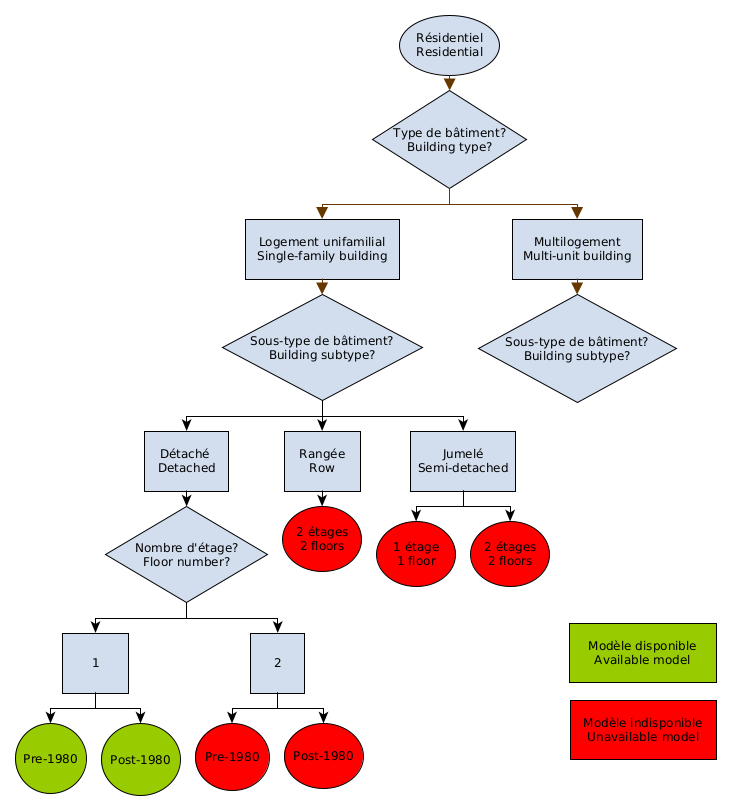 Résidentiel
Residential
Type de bâtiment?
Building type?
Logement unifamilial
Single-family building
Multilogement
Multi-unit building
Sous-type de bâtiment?
Building subtype?
Sous-type de bâtiment?
Building subtype?
Détaché
Detached
Rangée
Row
Jumelé
Semi-detached
2 étages
2 floors
1 étage
1 floor
2 étages
2 floors
Nombre d'étage?
Floor number?
1
2
Modèle disponible
Available model
Modèle Indisponible
Unavailable model
Pre-1980
Post-1980
Pre-1980
Post-1980